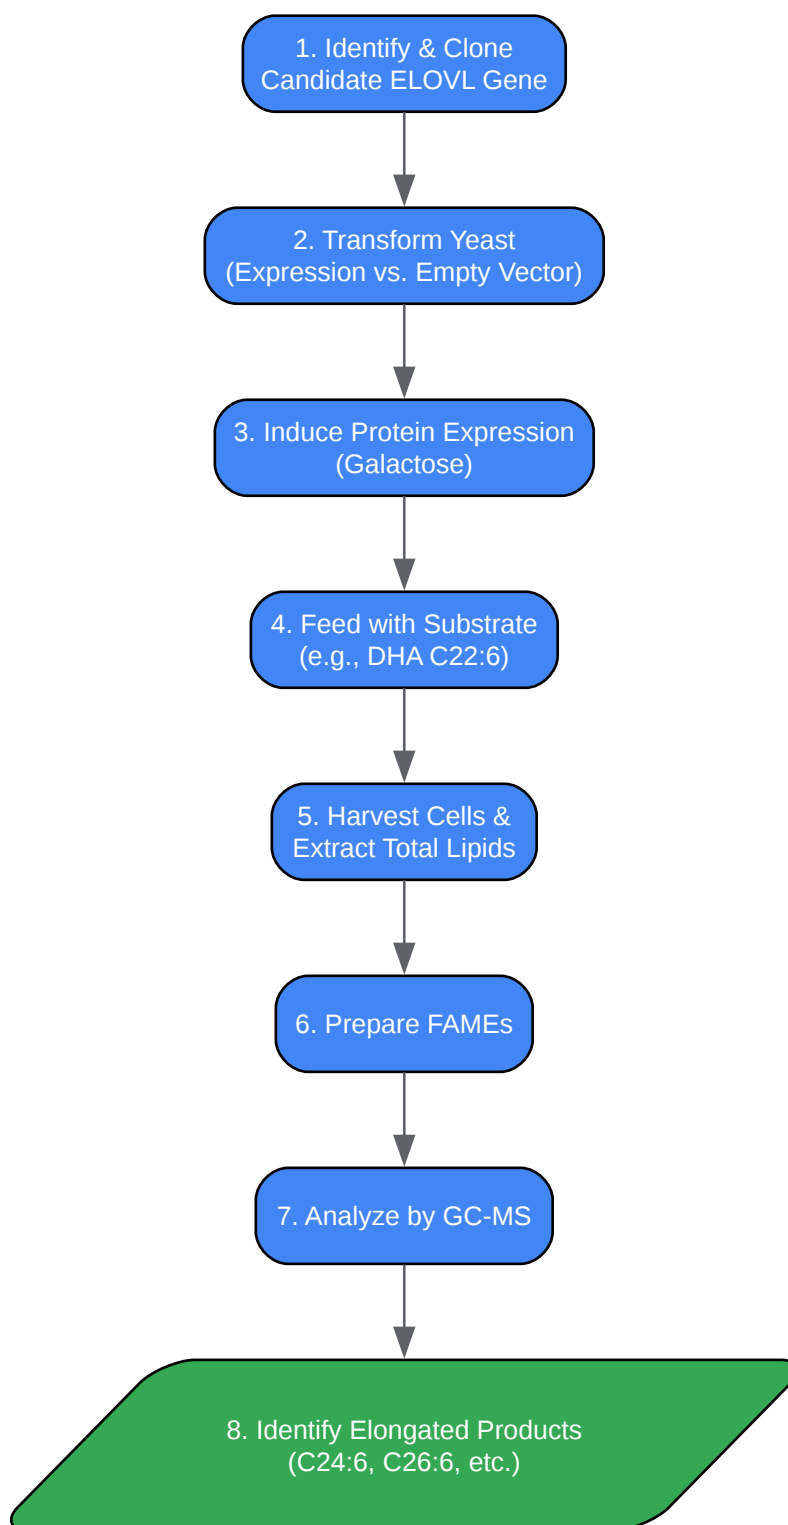 1. Identify & Clone
Candidate ELOVL Gene
2. Transform Yeast
(Expression vs. Empty Vector)
3. Induce Protein Expression
(Galactose)
4. Feed with Substrate
(e.g., DHA C22:6)
5. Harvest Cells &
Extract Total Lipids
6. Prepare FAMEs
7. Analyze by GC-MS
8. Identify Elongated Products
(C24:6, C26:6, etc.)